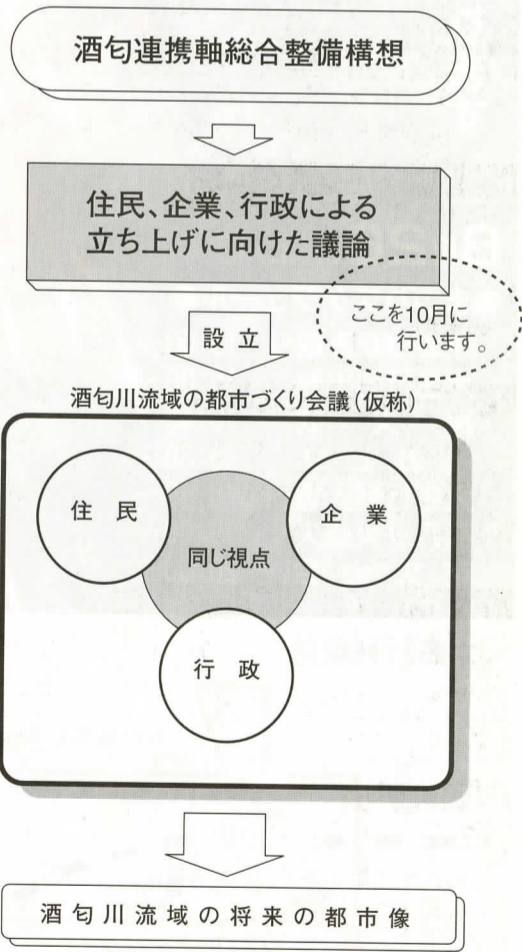 酒匂連携軸総合整備構想
住民、企業、行政による
立ち上げに向けた議論
ここを10月に
行います。
設立
酒匂川流域の都市づくり会議(仮称)
住 民
企 業
同じ視点
行 政
酒匂川流域の将来の都市像